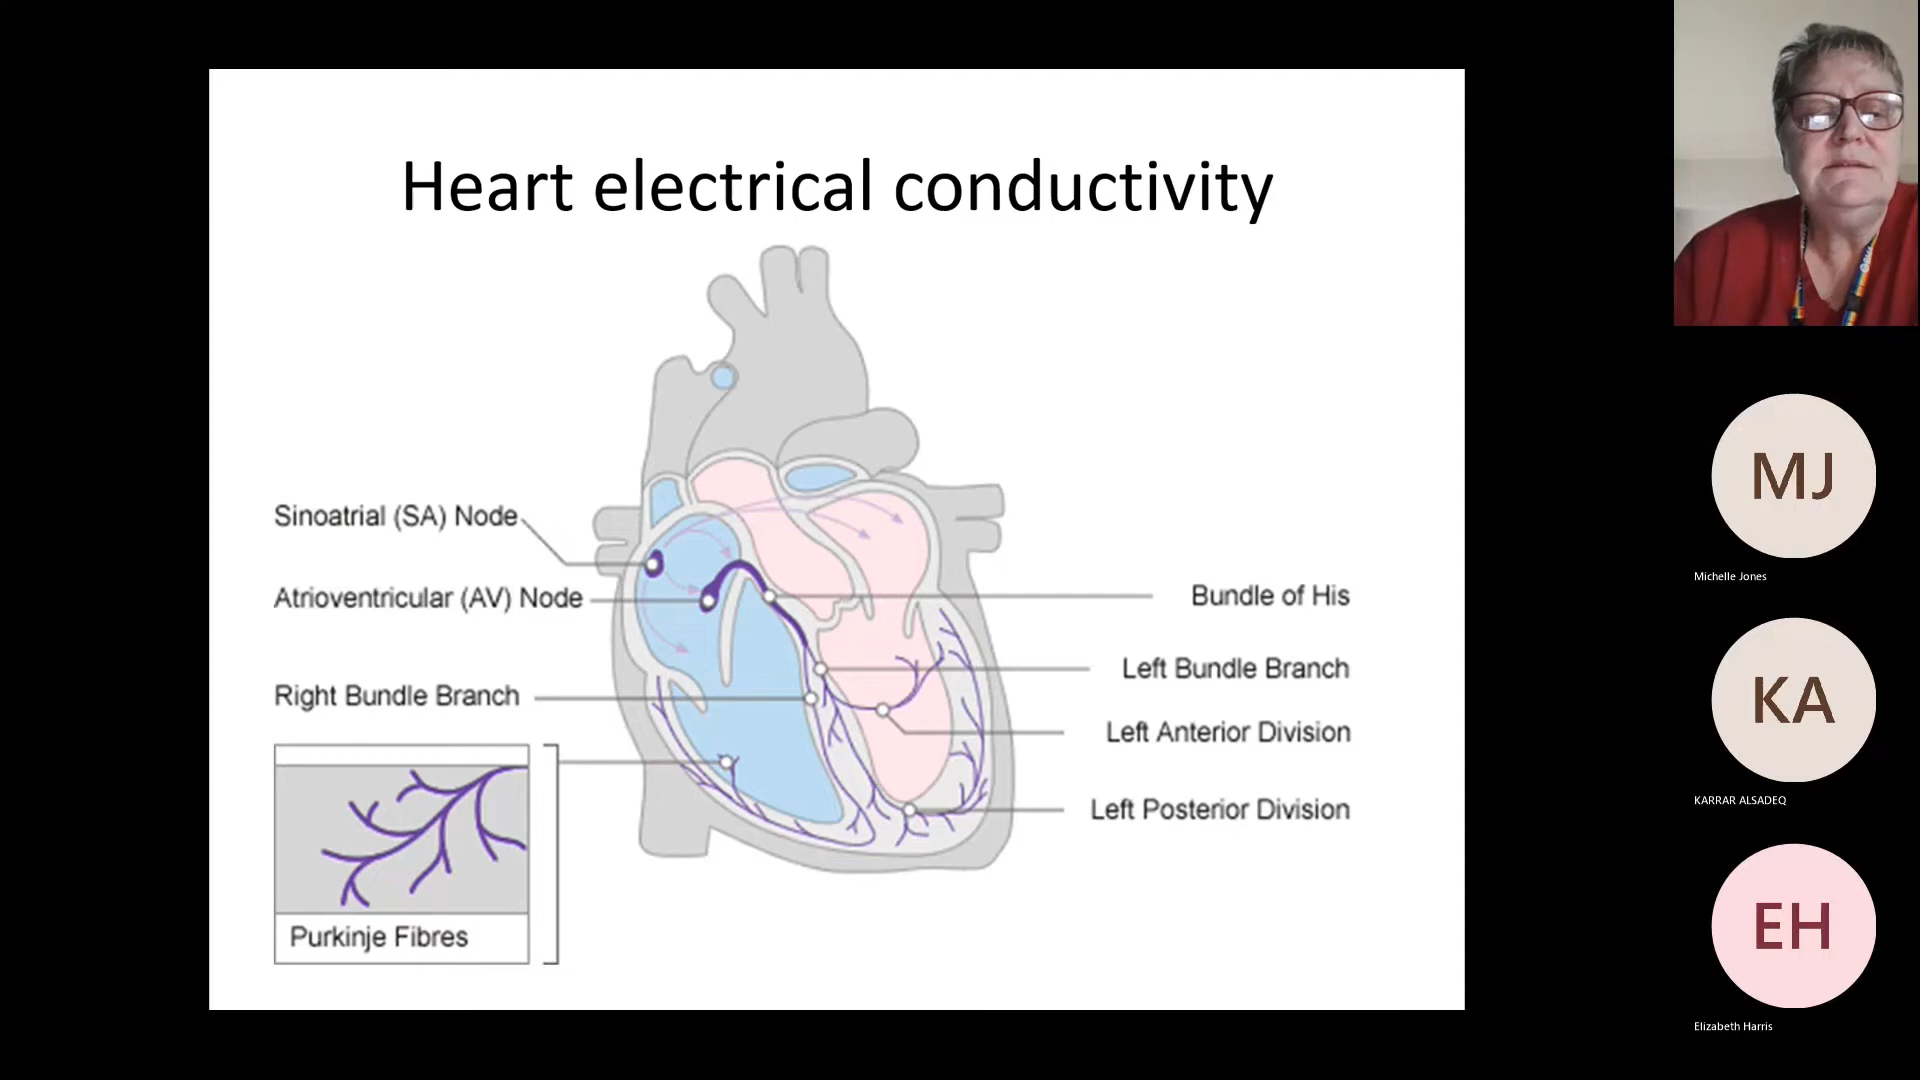 Heart electrical conductivity
Sinoatrial (SA) Node
Atrioventricular (AV) Node
Right Bundle Branch
Purkinje Fibres
Bundle of His
Left Bundle Branch
Left Anterior Division
Left Posterior Division
MJ
Michelle Jones
KA
KARRAR ALSADEQ
EH
Elizabeth Harris